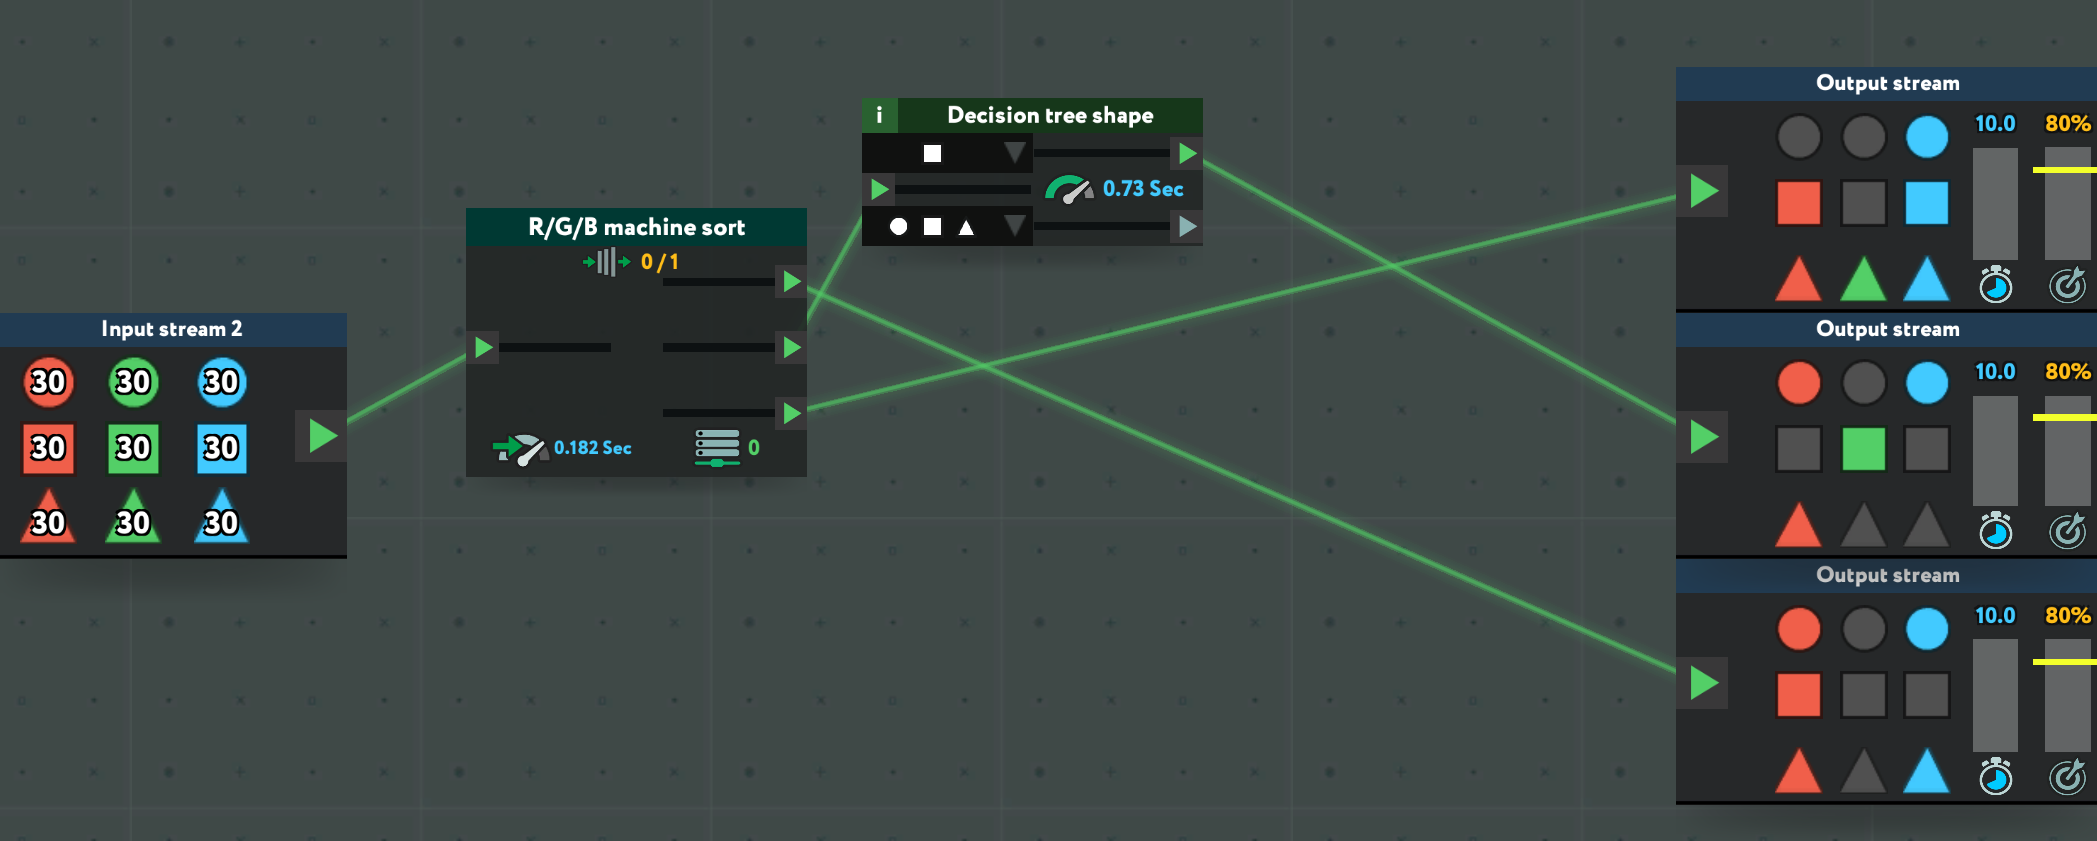 Input stream 2
30 30 30
30 30 30
30 30 30
R/G/B machine sort
0 / 1
0.182 Sec
0
i
Decision tree shape
0.73 Sec
Output stream
10.0
80%
Output stream
10.0
80%
Output stream
10.0
80%